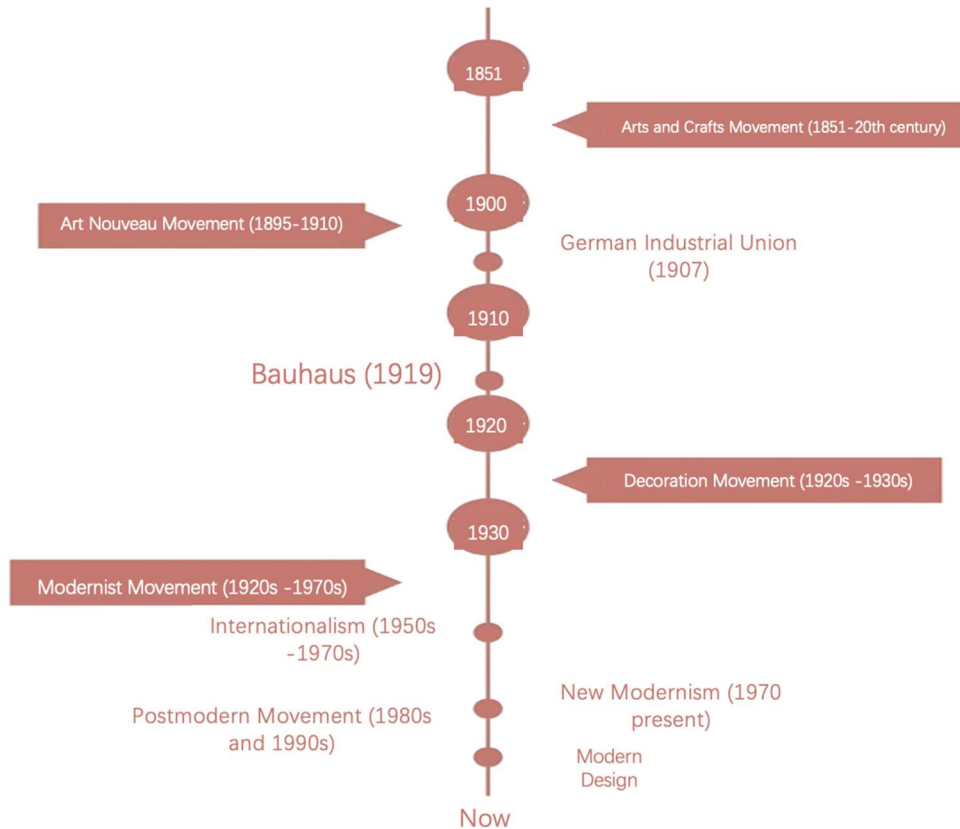 1851
Arts and Crafts Movement (1851-20th century)
1900
Art Nouveau Movement (1895-1910)
German Industrial Union
(1907)
1910
Bauhaus (1919)
1920
Decoration Movement (1920s -1930s)
1930
Modernist Movement (1920s -1970s)
Internationalism (1950s
-1970s)
New Modernism (1970
present)
Postmodern Movement (1980s
and 1990s)
Modern
Design
Now